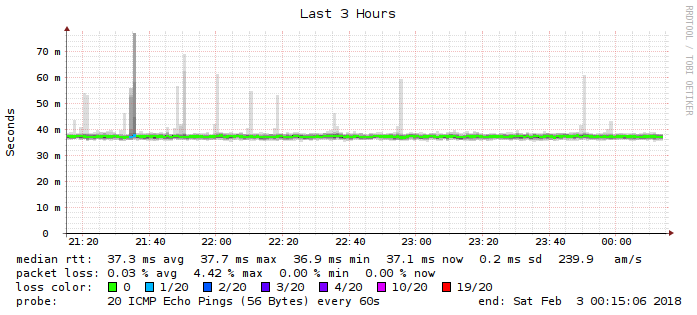 Last 3 Hours
RRDTOOL / TOBI OETIKER
Seconds
70 m
60 m
50 m
40 m
30 m
20 m
10 m
0
21:20 21:40 22:00 22:20 22:40 23:00 23:20 23:40 00:00
median rtt: 37.3 ms avg 37.7 ms max 36.9 ms min 37.1 ms now 0.2 ms sd 239.9 am/s
packet loss: 0.03 % avg 4.42 % max 0.00 % min 0.00 % now
loss color: 0 1/20 2/20 3/20 4/20 10/20 19/20
probe: 20 ICMP Echo Pings (56 Bytes) every 60s end: Sat Feb 3 00:15:06 2018